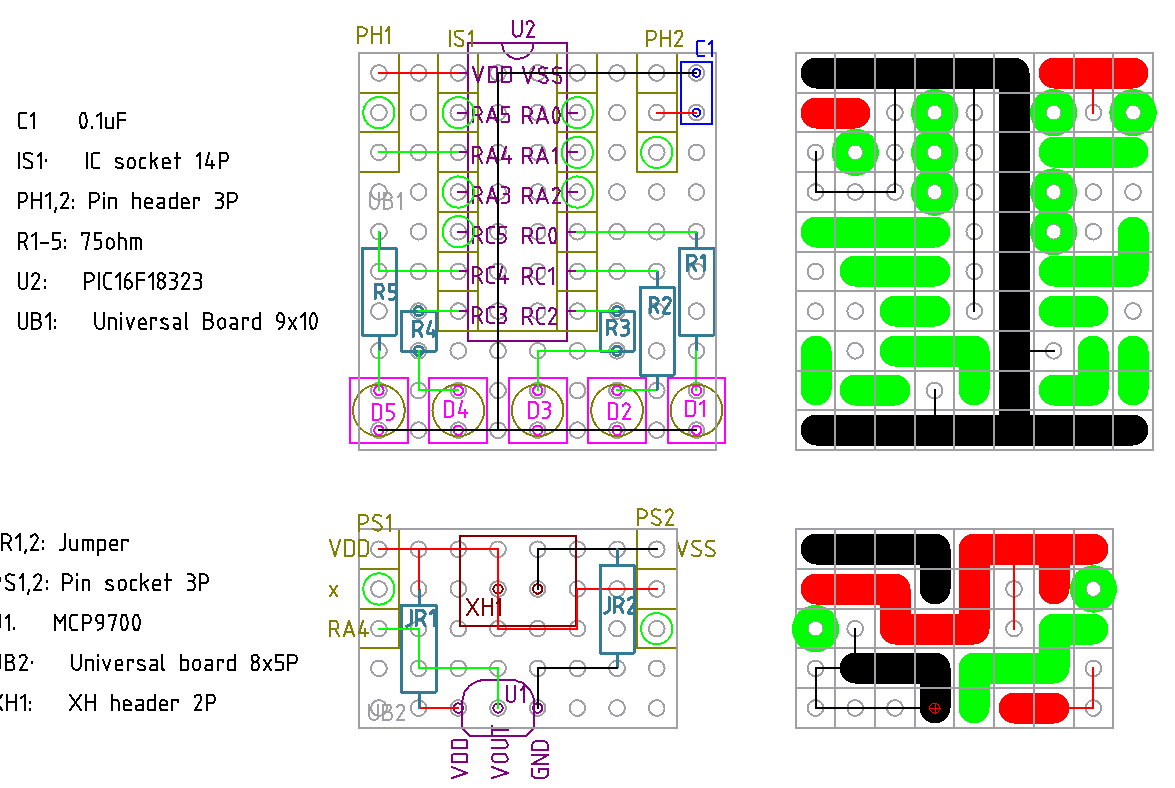 PH1 IS1 U2 PH2 C1
C1 0.1uF
IS1· IC socket 14P
PH1,2: Pin header 3P
R1-5: 75ohm
U2: PIC16F18323
UB1: Universal Board 9x10
VDD VSS
RA5 RA0
RA4 RA1
UB1 RA3 RA2
RC5 RC0
R5 RC4 RC1 R1
R4 RC3 RC2 R3 R2
D5 D4 D3 D2 D1
R1,2: Jumper
PS1,2: Pin socket 3P
U1. MCP9700
UB2· Universal board 8x5P
XH1: XH header 2P
PS1 PS2
VDD VSS
x XH1
RA4 JR1 JR2
UB2 U1
VDD VOUT GND